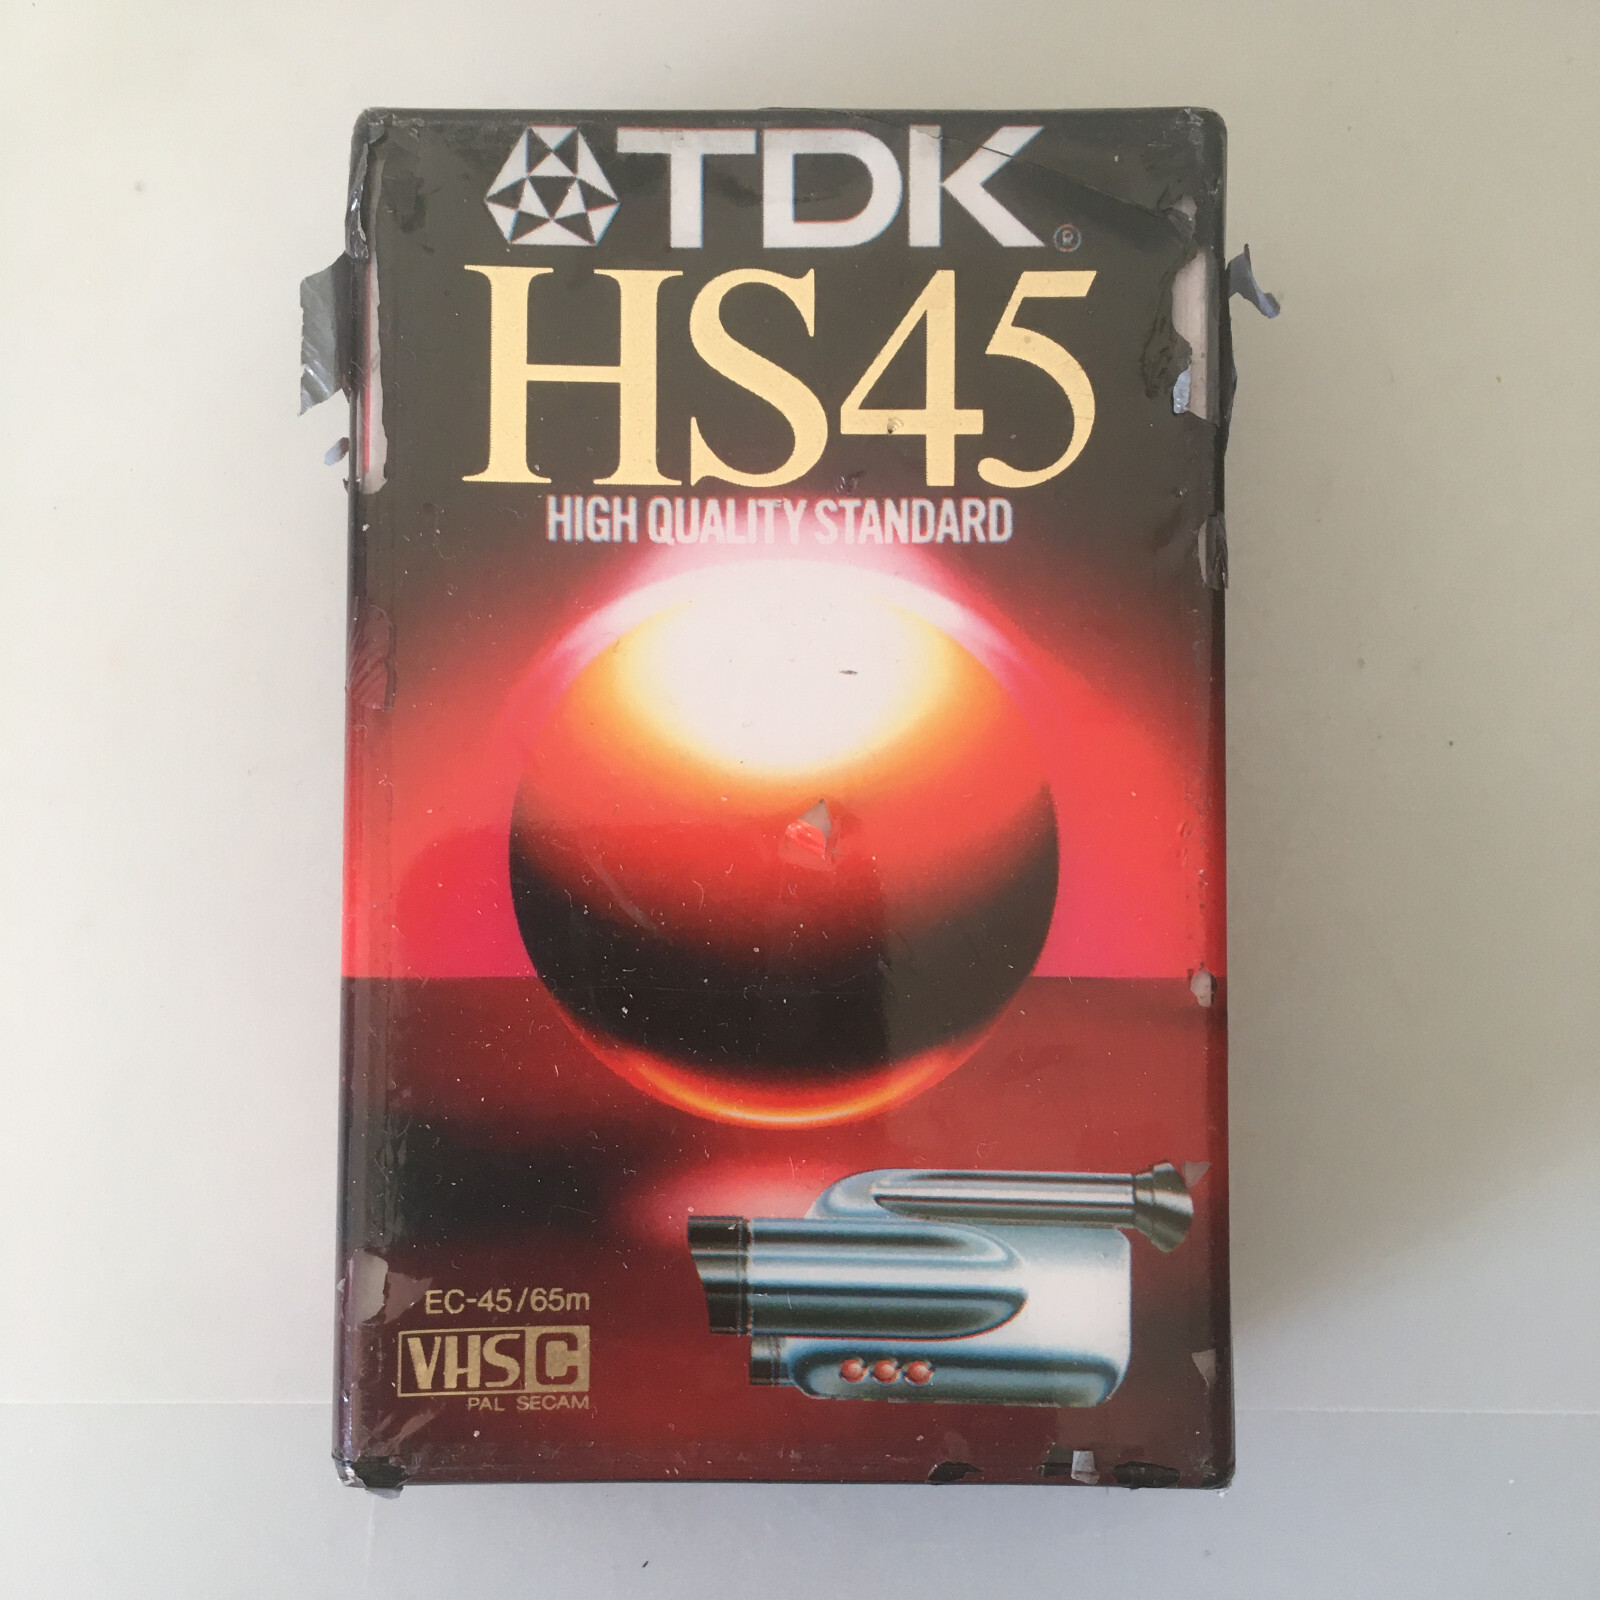 TDK®
HS45
HIGH QUALITY STANDARD
EC-45/65m
VHS C
PAL SECAM